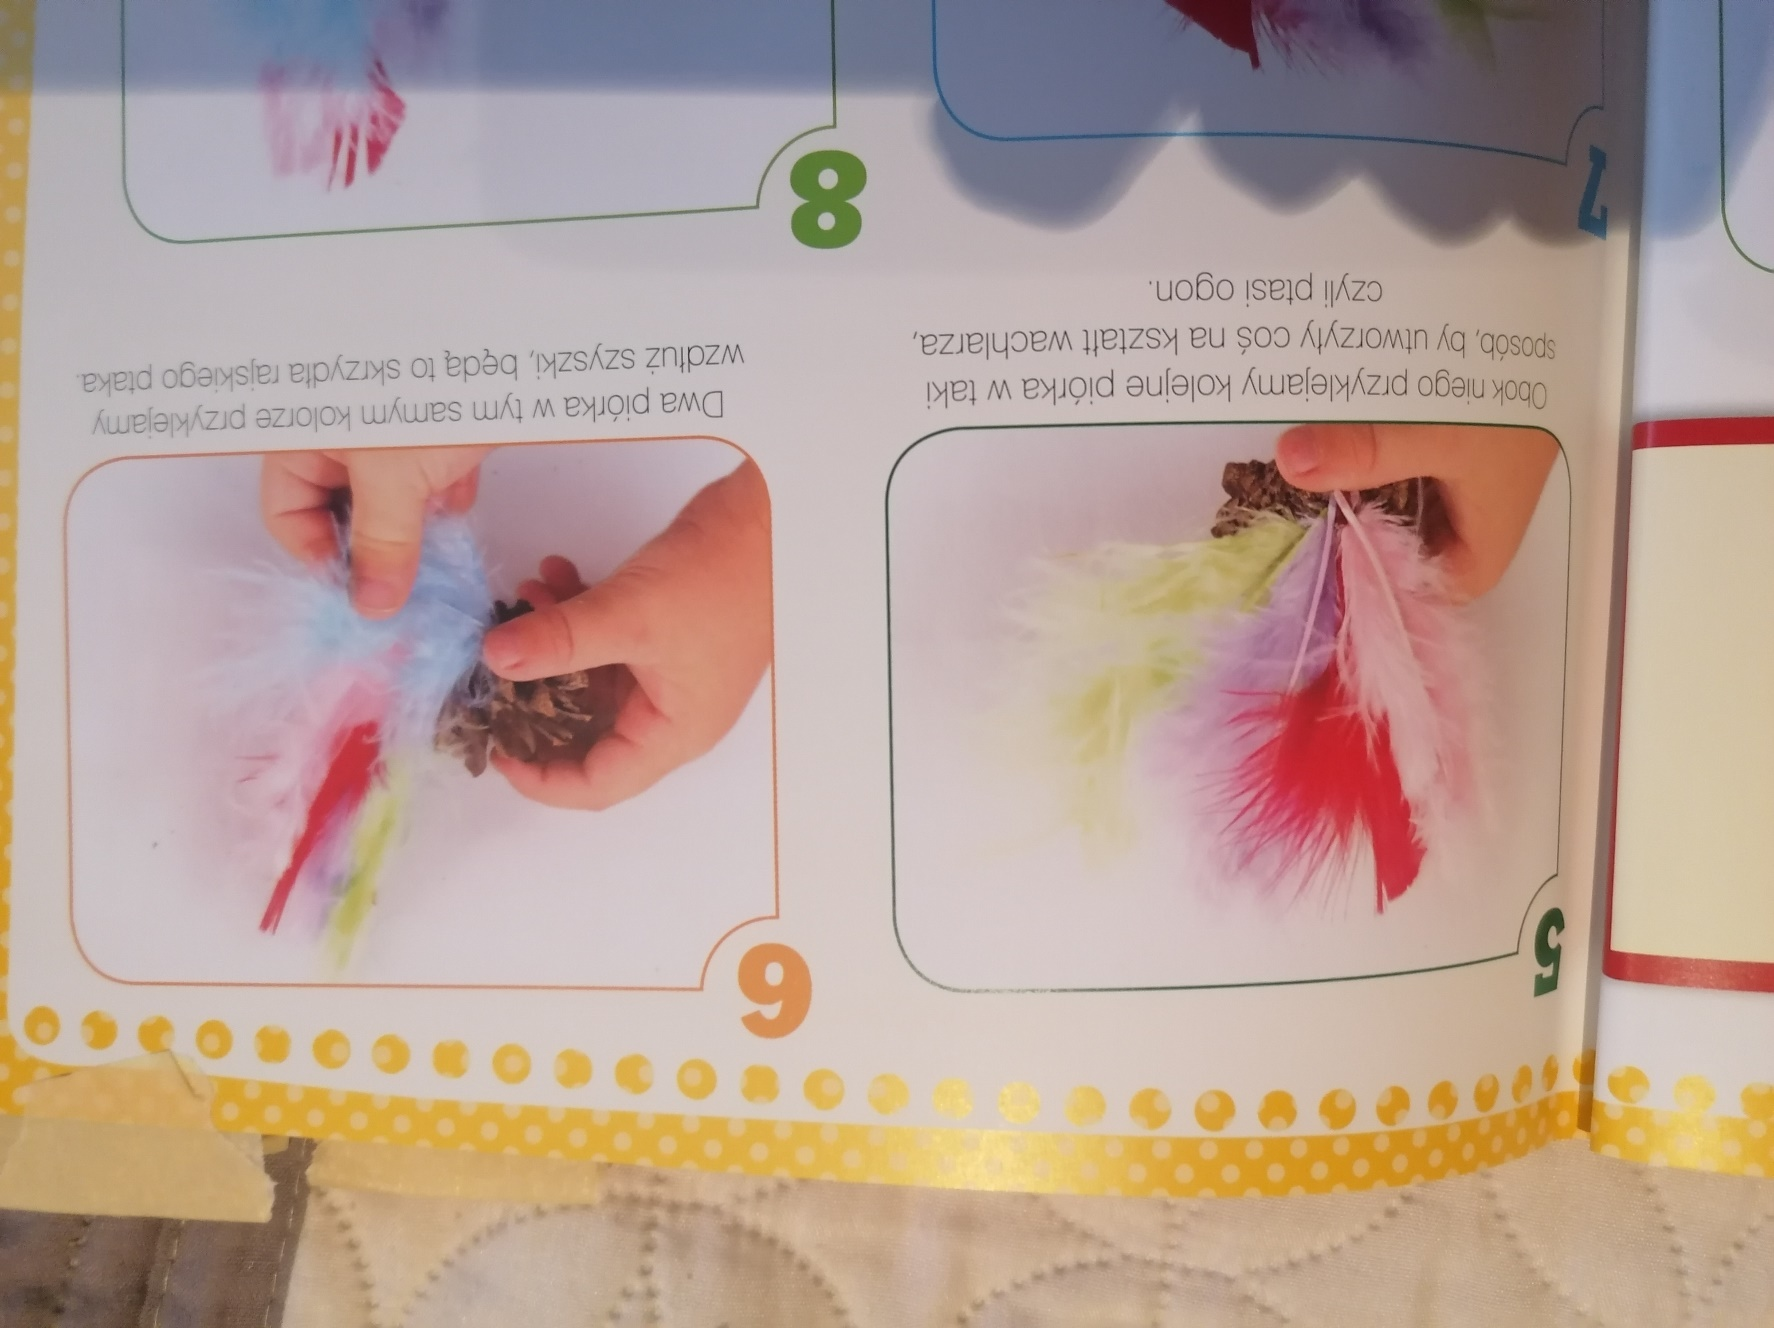 5
Obok niego przyklejamy kolejne piórka w taki
sposób, by utworzyły coś na kształt wachlarza,
czyli ptasi ogon.
6
Dwa piórka w tym samym kolorze przyklejamy
wzdłuż szyszki, będą to skrzydła rajskiego ptaka.
7
8